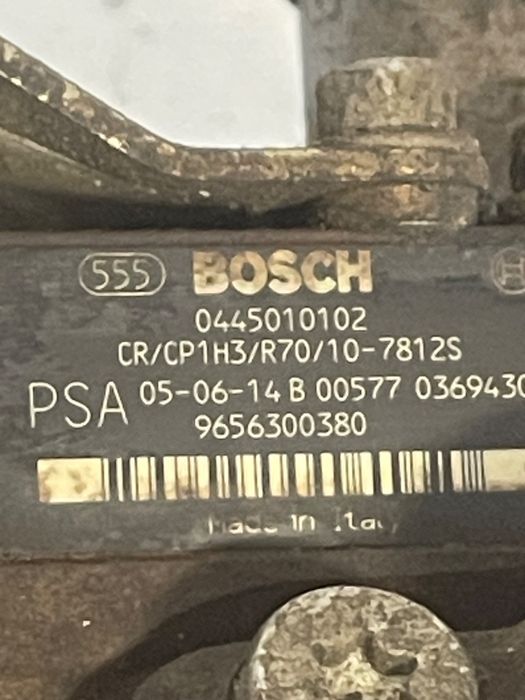 555 BOSCH
0445010102
CR/CP1H3/R70/10-7812S
PSA 05-06-14 B 00577 0369430
9656300380
Made in Italy